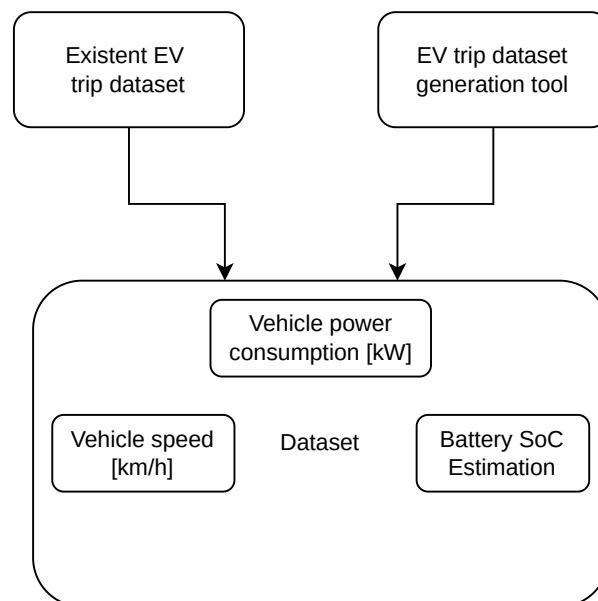 Existent EV
trip dataset
EV trip dataset
generation tool
Vehicle power
consumption [kW]
Vehicle speed
[km/h]
Dataset
Battery SoC
Estimation